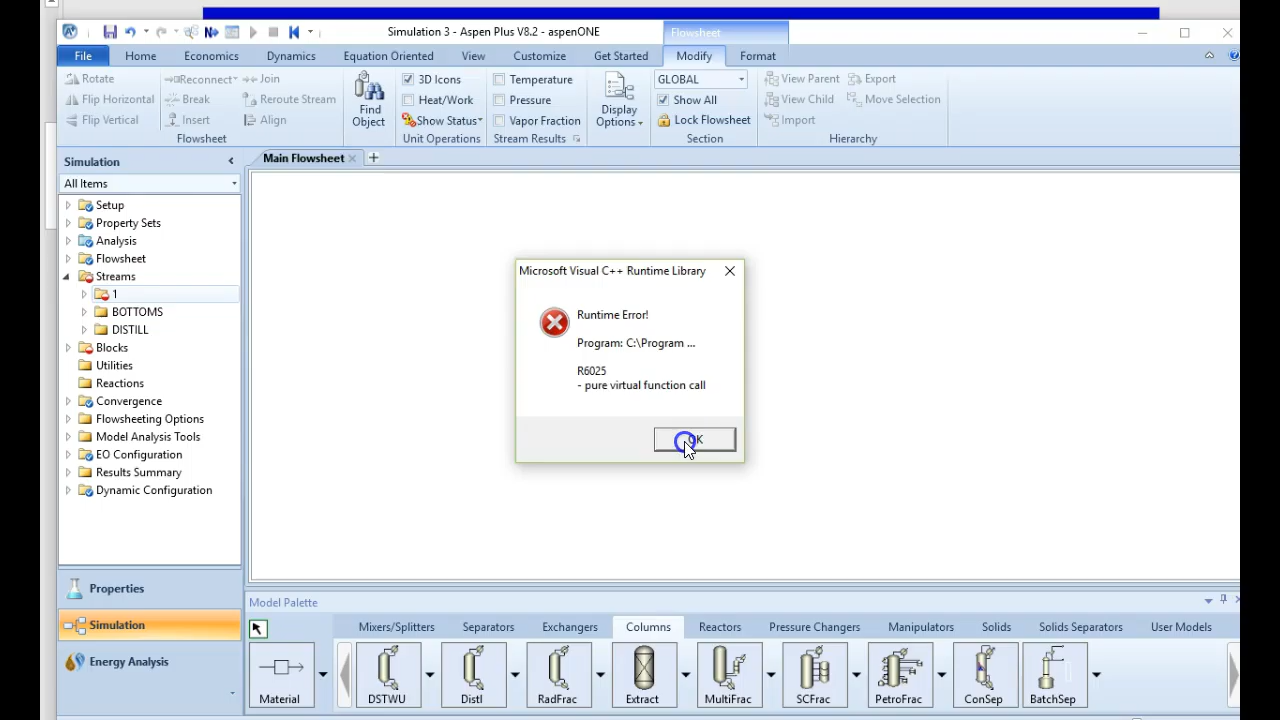 Simulation 3 - Aspen Plus V8.2 - aspenONE
Flowsheet
File
Home
Economics
Dynamics
Equation Oriented
View
Customize
Get Started
Modify
Format
Rotate
Flip Horizontal
Flip Vertical
Reconnect
Break
Insert
Join
Reroute Stream
Align
Flowsheet
Find
Object
3D Icons
Heat/Work
Show Status
Unit Operations
Temperature
Pressure
Vapor Fraction
Stream Results
Display
Options
GLOBAL
Show All
Lock Flowsheet
Section
View Parent
View Child
Import
Export
Move Selection
Hierarchy
Simulation
All Items
Setup
Property Sets
Analysis
Flowsheet
Streams
1
BOTTOMS
DISTILL
Blocks
Utilities
Reactions
Convergence
Flowsheeting Options
Model Analysis Tools
EO Configuration
Results Summary
Dynamic Configuration
Properties
Simulation
Energy Analysis
Main Flowsheet
Microsoft Visual C++ Runtime Library
Runtime Error!
Program: C:\Program ...
R6025
- pure virtual function call
OK
Model Palette
Mixers/Splitters
Separators
Exchangers
Columns
Reactors
Pressure Changers
Manipulators
Solids
Solids Separators
User Models
Material
DSTWU
Distl
RadFrac
Extract
MultiFrac
SCFrac
PetroFrac
ConSep
BatchSep